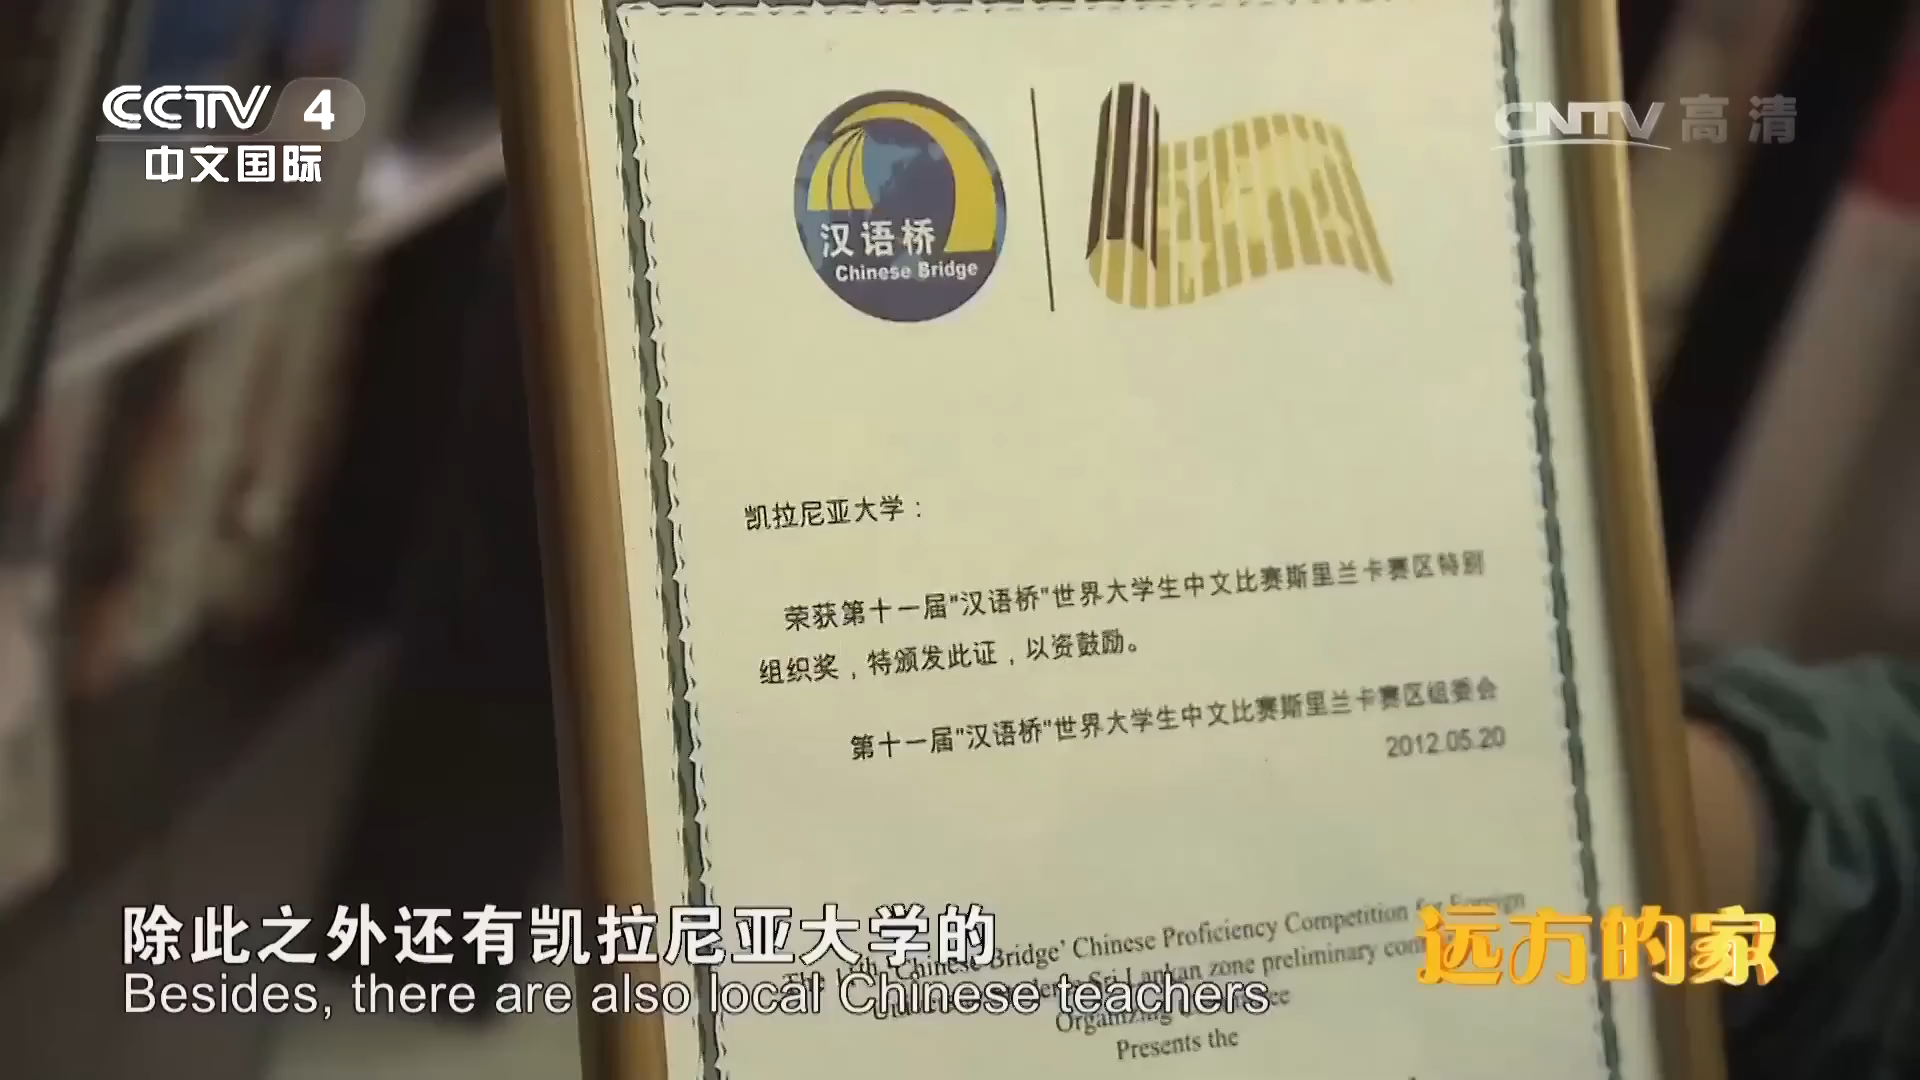 CCTV 4
中文国际
CNTV 高清
汉语桥
Chinese Bridge
凯拉尼亚大学：
荣获第十一届"汉语桥"世界大学生中文比赛斯里兰卡赛区特别
组织奖，特颁发此证，以资鼓励。
第十一届"汉语桥"世界大学生中文比赛斯里兰卡赛区组委会
2012.05.20
Chinese Bridge' Chinese Proficiency Competition for Foreign
Sri Lankan zone preliminary
Organizing
Presents the
除此之外还有凯拉尼亚大学的
Besides, there are also local Chinese teachers
远方的家